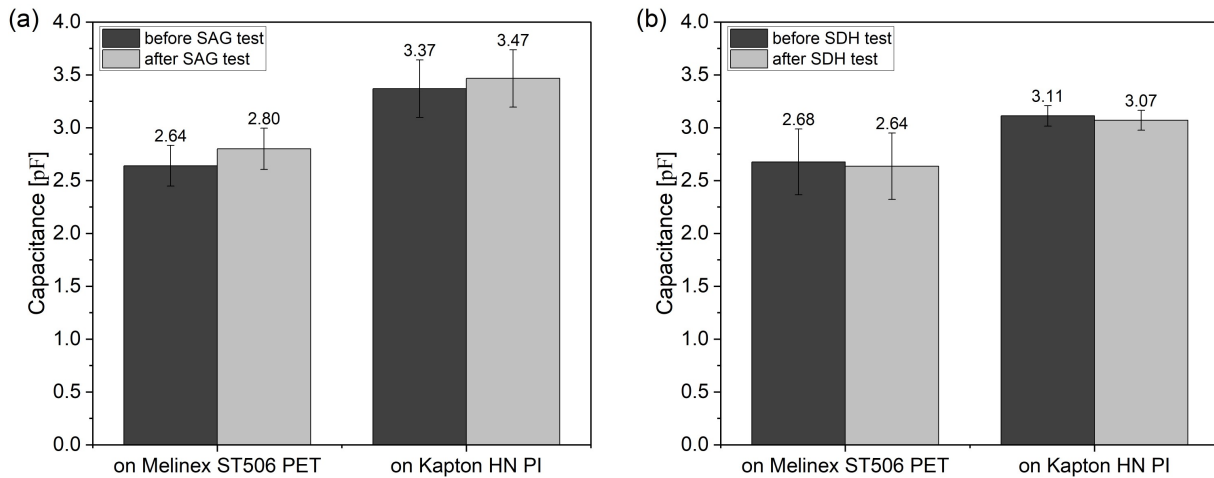 (a)
before SAG test
after SAG test
Capacitance [pF]
4.0
3.5
3.0
2.5
2.0
1.5
1.0
0.5
0.0
2.64
2.80
3.37
3.47
on Melinex ST506 PET
on Kapton HN PI
(b)
before SDH test
after SDH test
Capacitance [pF]
4.0
3.5
3.0
2.5
2.0
1.5
1.0
0.5
0.0
2.68
2.64
3.11
3.07
on Melinex ST506 PET
on Kapton HN PI